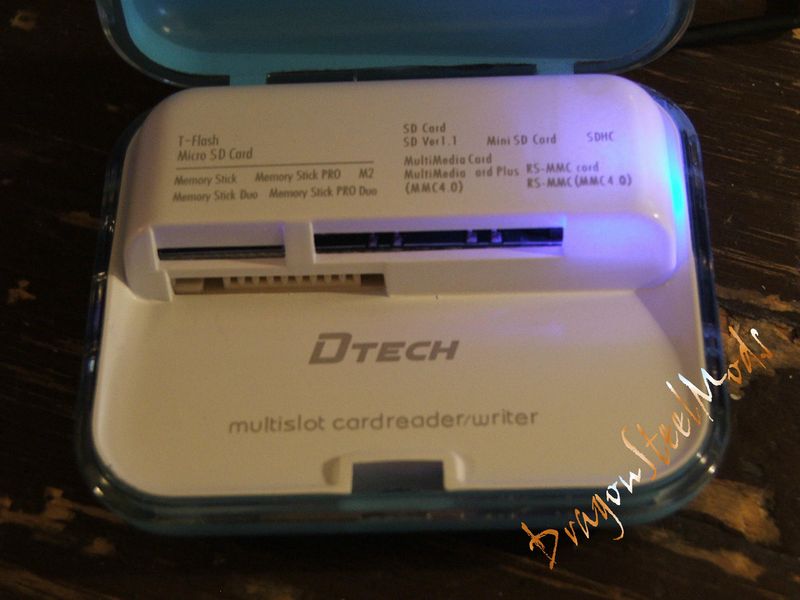 T-Flash
Micro SD Card
Memory Stick Memory Stick PRO M2
Memory Stick Duo Memory Stick PRO Duo
SD Card
SD Ver1.1 Mini SD Card SDHC
MultiMedia Card
MultiMedia ord Plus RS-MMC card
(MMC4.0) RS-MMC(MMC4.0)
DTECH
multislot cardreader/writer
DragonSteelMods